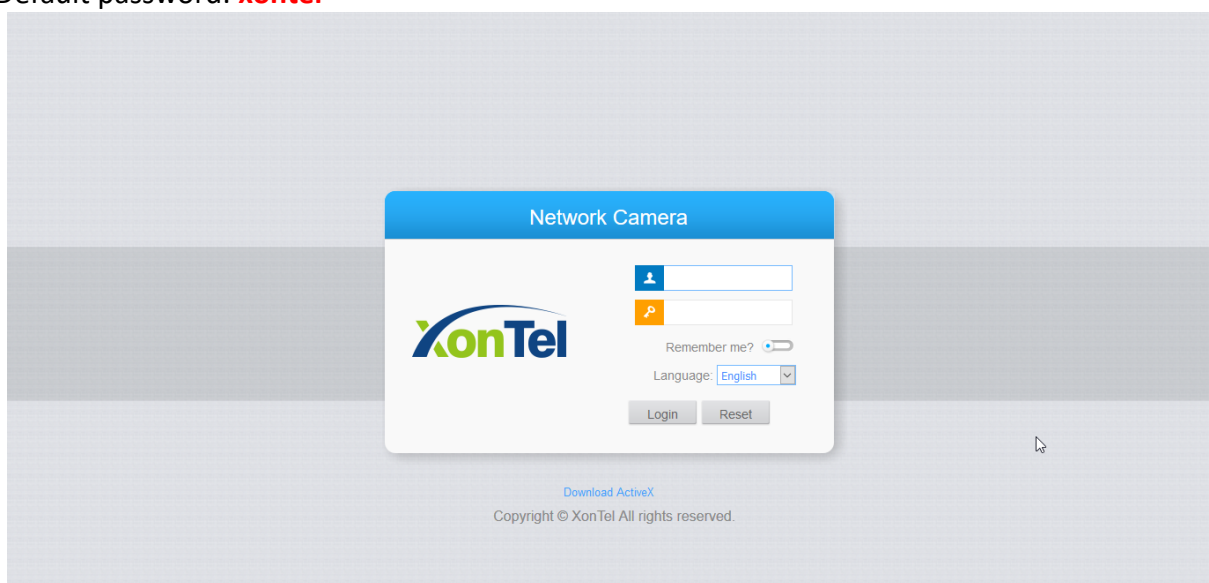 Default password: xontel
Network Camera
XonTel
Remember me?
Language: English
Login Reset
Download ActiveX
Copyright © XonTel All rights reserved.